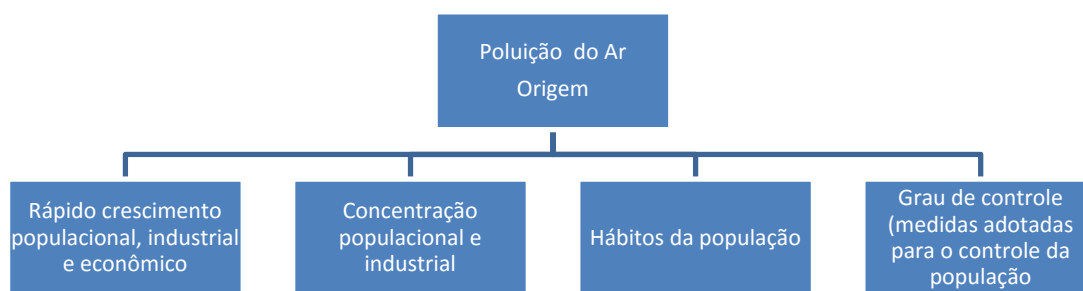 Poluição do Ar
Origem
Rápido crescimento
populacional, industrial
e econômico
Concentração
populacional e
industrial
Hábitos da população
Grau de controle
(medidas adotadas
para o controle da
população